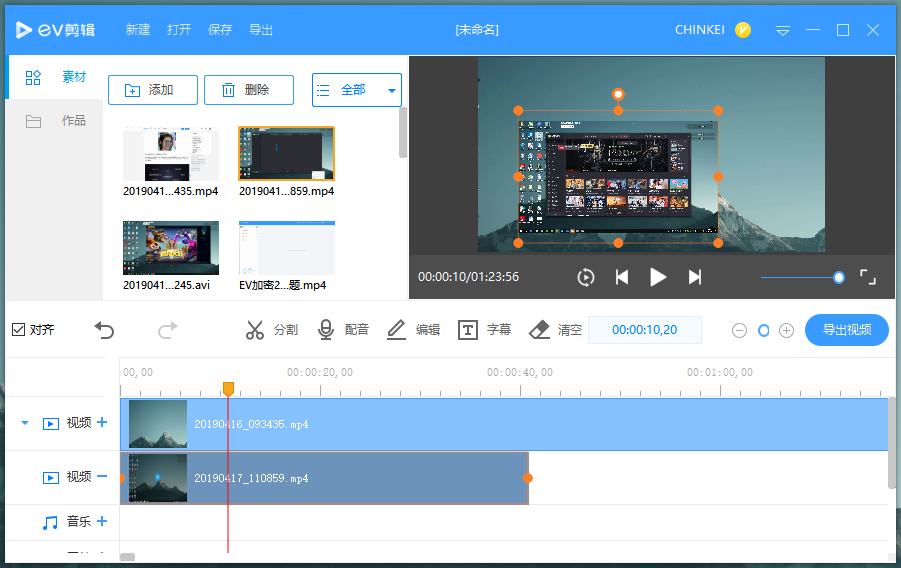 EV剪辑 新建 打开 保存 导出 [未命名] CHINKEI
素材 添加 删除 全部
作品
20190416...435.mp4 2019041...859.mp4
2019041...245.avi EV加密2...题.mp4
00:00:10/01:23:56
对齐 分割 配音 编辑 字幕 清空 00:00:10,20 导出视频
00,00 00:00:20,00 00:00:40,00 00:01:00,00
视频 20190416_093435.mp4
视频 20190417_110859.mp4
音乐